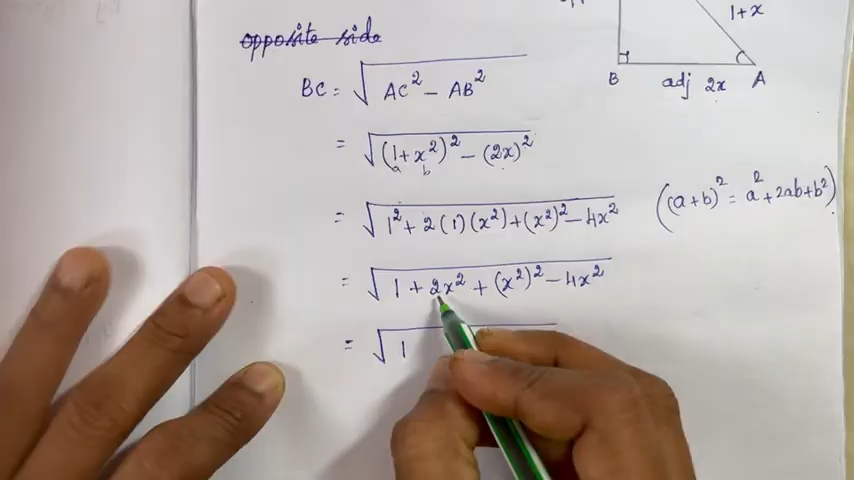 opposite side
1+x
B adj 2x A
BC = √(AC² − AB²)
= √((1+x²)² − (2x)²)
a b
= √(1² + 2(1)(x²) + (x²)² − 4x²) ((a+b)² = a² + 2ab + b²)
= √(1 + 2x² + (x²)² − 4x²)
= √(1